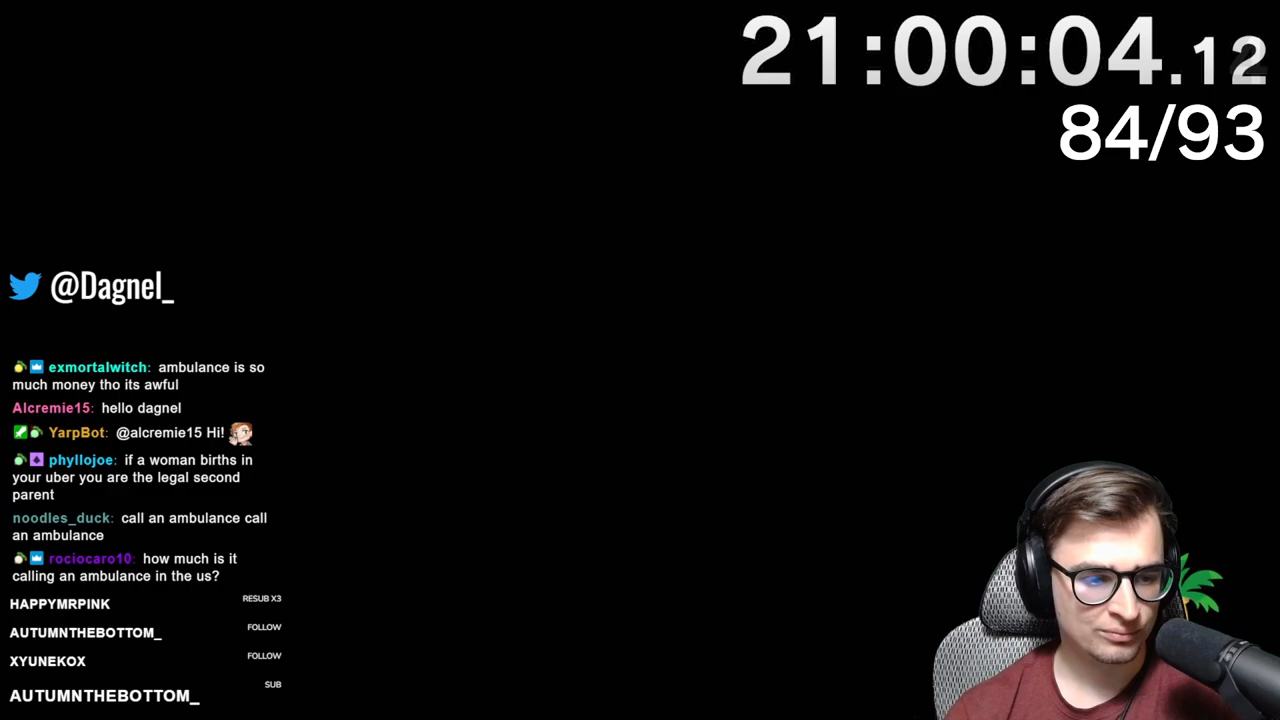 21:00:04.12
84/93
@Dagnel_
exmortalwitch: ambulance is so
much money tho its awful
Alcremie15: hello dagnel
YarpBot: @alcremie15 Hi!
phyllojoe: if a woman births in
your uber you are the legal second
parent
noodles_duck: call an ambulance call
an ambulance
rociocaro10: how much is it
calling an ambulance in the us?
HAPPYMRPINK RESUB X3
AUTUMNTHEBOTTOM_ FOLLOW
XYUNEKOX FOLLOW
AUTUMNTHEBOTTOM_ SUB